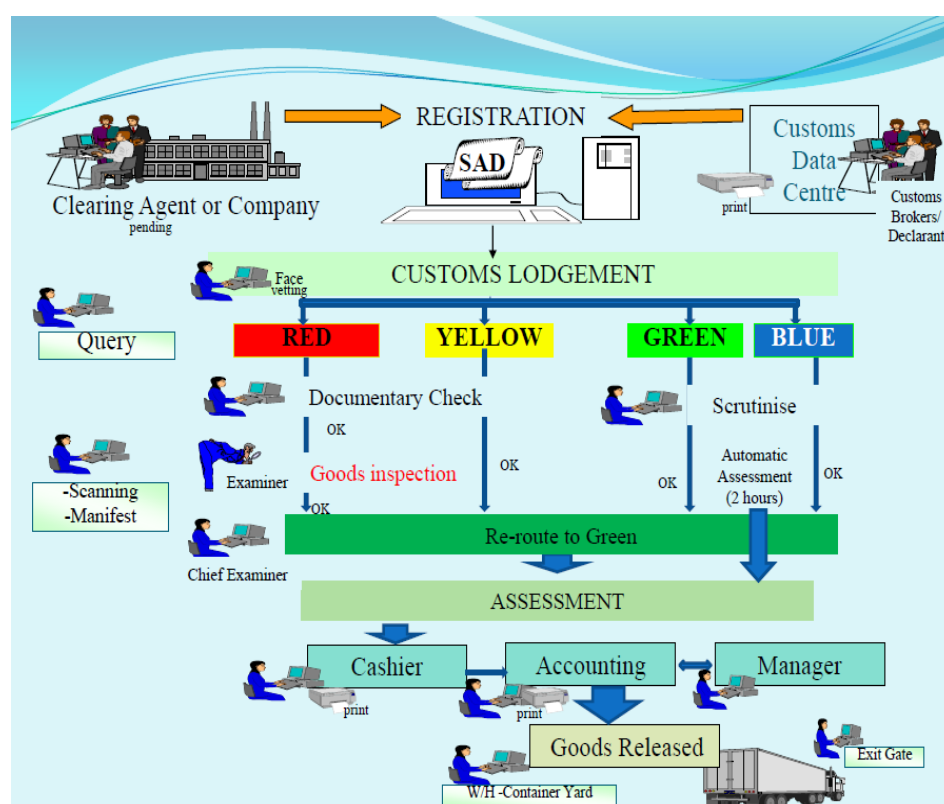 REGISTRATION
SAD
Customs
Data
Centre
print
Clearing Agent or Company
pending
Customs
Brokers/
Declarant
Face
vetting
CUSTOMS LODGEMENT
Query
RED
YELLOW
GREEN
BLUE
Documentary Check
OK
Scrutinise
Examiner
Goods inspection
OK
OK
OK
Automatic
Assessment
(2 hours)
OK
-Scanning
-Manifest
Chief Examiner
Re-route to Green
ASSESSMENT
Cashier
Accounting
Manager
print
print
Goods Released
Exit Gate
W/H -Container Yard